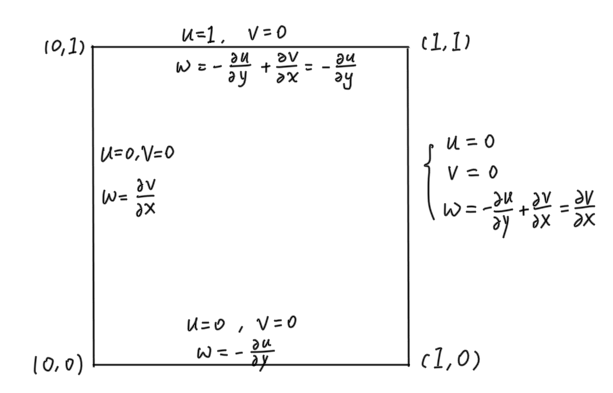 u=1, v=0
(0,1)
(1,1)
w = -∂u/∂y + ∂v/∂x = -∂u/∂y
u=0, v=0
w = ∂v/∂x
{ u = 0
v = 0
w = -∂u/∂y + ∂v/∂x = ∂v/∂x
u=0, v=0
w = -∂u/∂y
(0,0)
(1,0)